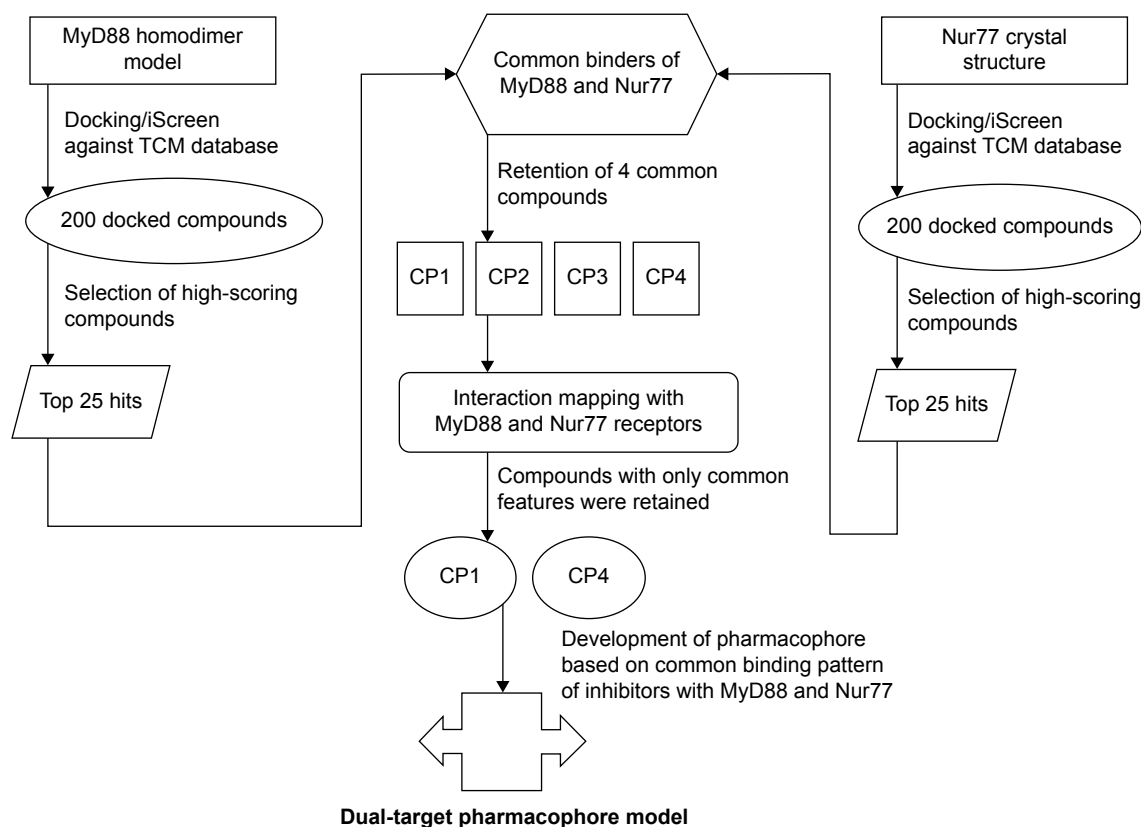 MyD88 homodimer
model
Docking/iScreen
against TCM database
200 docked compounds
Selection of high-scoring
compounds
Top 25 hits
Common binders of
MyD88 and Nur77
Retention of 4 common
compounds
CP1
CP2
CP3
CP4
Interaction mapping with
MyD88 and Nur77 receptors
Compounds with only common
features were retained
CP1
CP4
Development of pharmacophore
based on common binding pattern
of inhibitors with MyD88 and Nur77
Dual-target pharmacophore model
Nur77 crystal
structure
Docking/iScreen
against TCM database
200 docked compounds
Selection of high-scoring
compounds
Top 25 hits